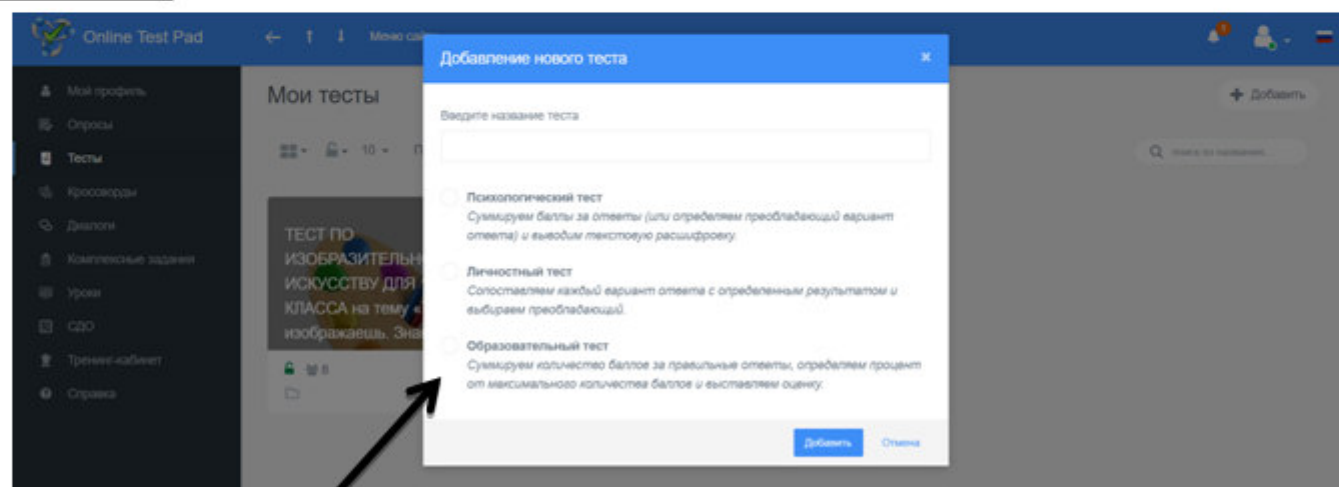 Online Test Pad
Меню
Мой профиль
Опросы
Тесты
Кроссворды
Диалоги
Комплексные задания
Уроки
СДО
Тренинг-кабинет
Справка
Мои тесты
Добавить
10
ТЕСТ ПО
ИЗОБРАЗИТЕЛЬН
ИСКУССТВУ ДЛЯ
КЛАССА на тему «
изображаешь. Зна
8
Добавление нового теста
Введите название теста
Психологический тест
Суммируем баллы за ответы (или определяем преобладающий вариант
ответа) и выводим текстовую расшифровку.
Личностный тест
Сопоставляем каждый вариант ответа с определенным результатом и
выбираем преобладающий.
Образовательный тест
Суммируем количество баллов за правильные ответы, определяем процент
от максимального количества баллов и выставляем оценку.
Добавить
Отмена